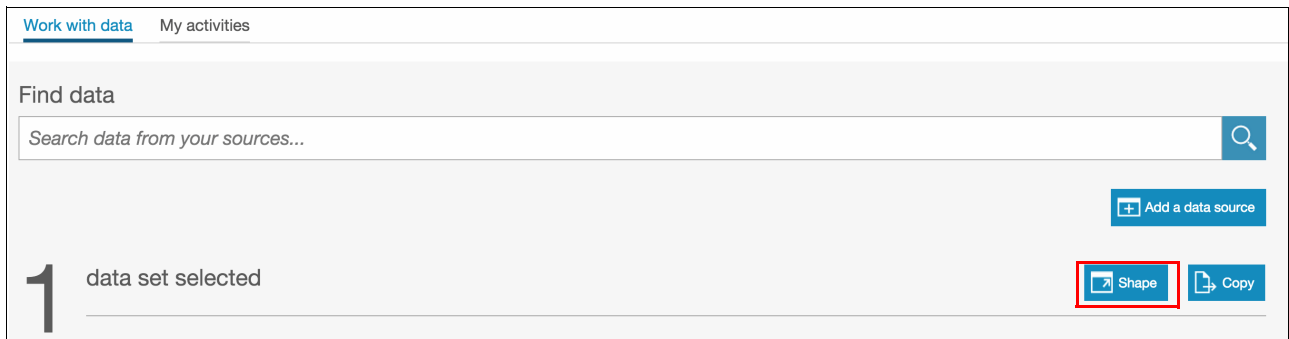 Work with data My activities
Find data
Search data from your sources...
Add a data source
1 data set selected Shape Copy